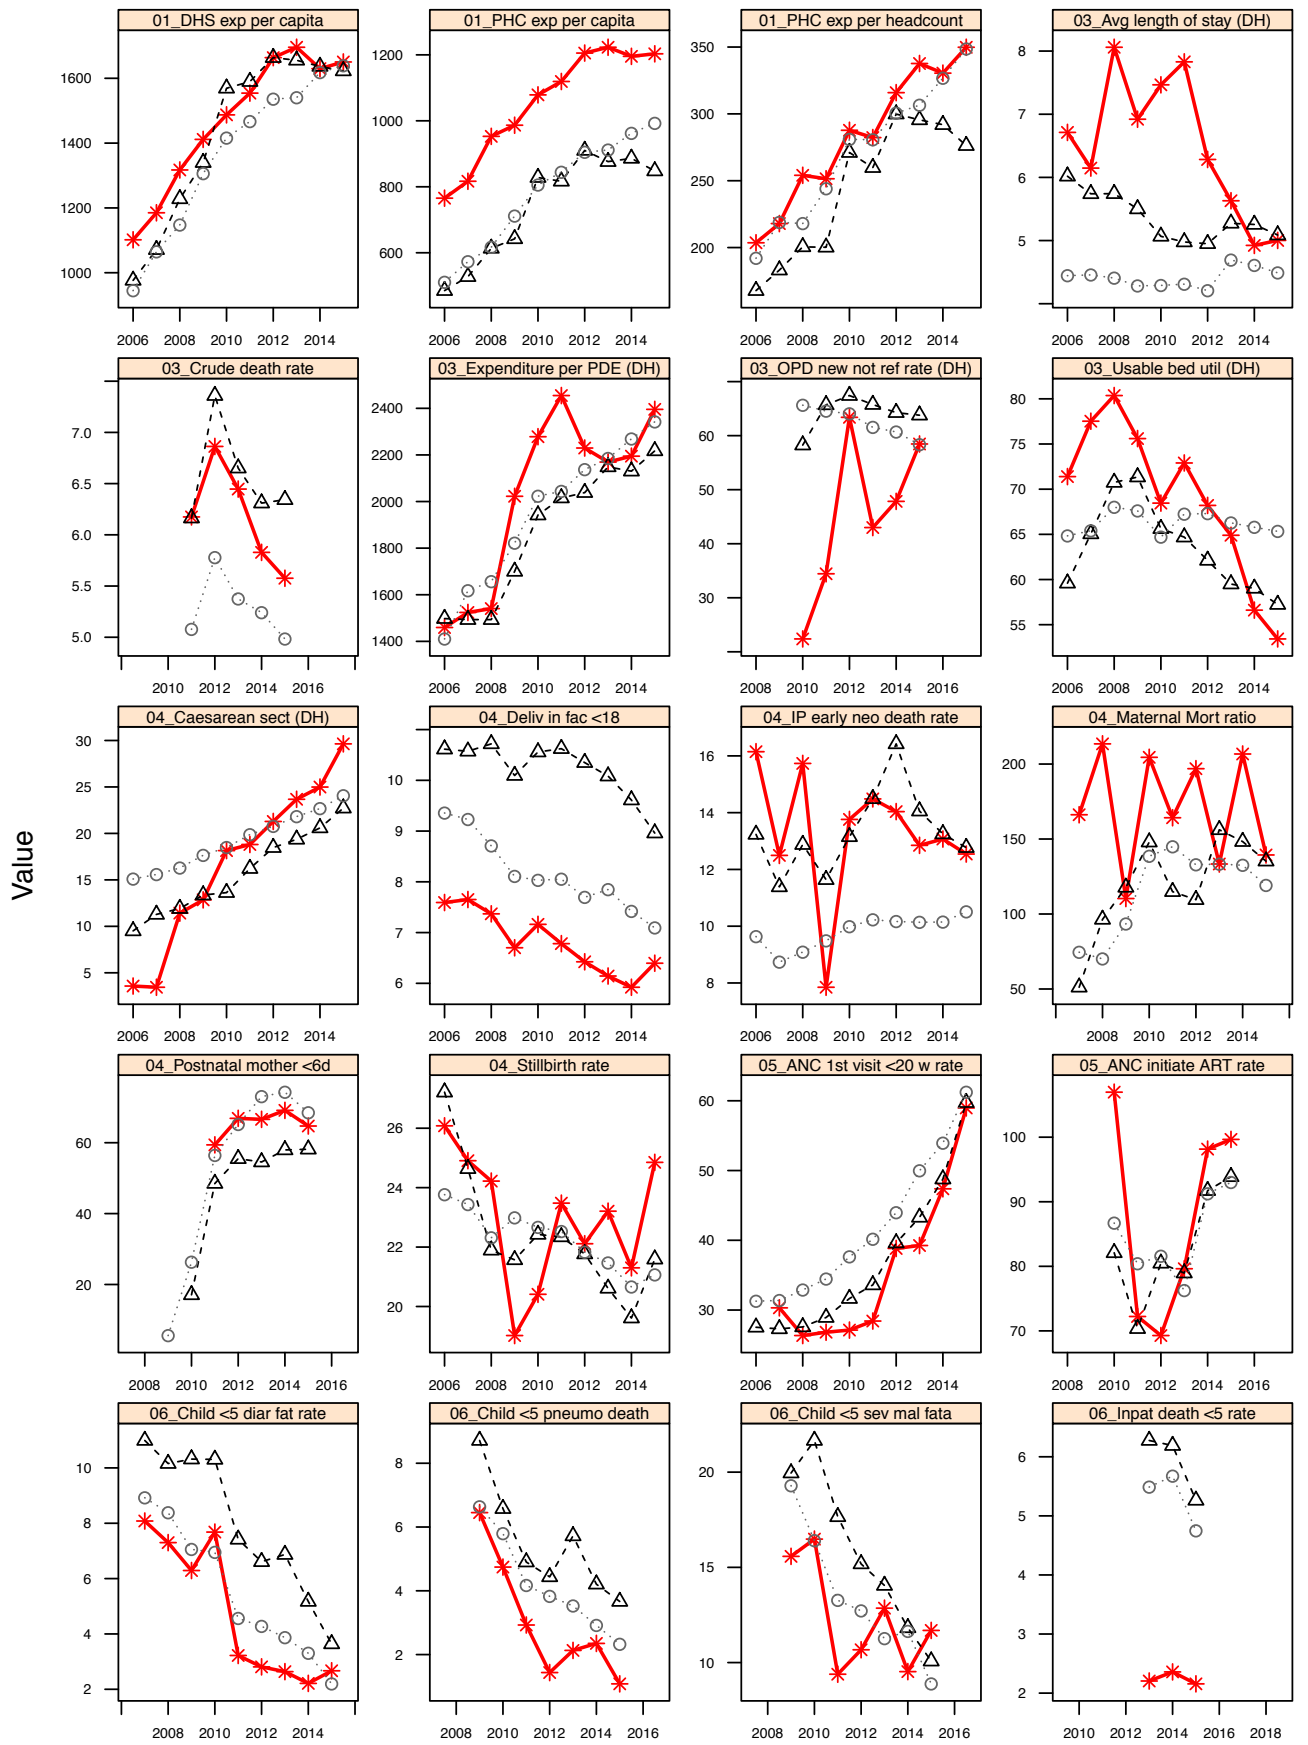 01_DHS exp per capita 01_PHC exp per capita 01_PHC exp per headcount 03_Avg length of stay (DH)
1600 1400 1200 1000
1200 1000 800 600
350 300 250 200
8 7 6 5
2006 2008 2010 2012 2014 2006 2008 2010 2012 2014 2006 2008 2010 2012 2014 2006 2008 2010 2012 2014
03_Crude death rate 03_Expenditure per PDE (DH) 03_OPD new not ref rate (DH) 03_Usable bed util (DH)
7.0 6.5 6.0 5.5 5.0
2400 2200 2000 1800 1600 1400
60 50 40 30
80 75 70 65 60 55
2010 2012 2014 2016 2006 2008 2010 2012 2014 2008 2010 2012 2014 2016 2006 2008 2010 2012 2014
04_Caesarean sect (DH) 04_Deliv in fac <18 04_IP early neo death rate 04_Maternal Mort ratio
30 25 20 15 10 5
10 9 8 7 6
16 14 12 10 8
200 150 100 50
Value
2006 2008 2010 2012 2014 2006 2008 2010 2012 2014 2006 2008 2010 2012 2014 2008 2010 2012 2014
04_Postnatal mother <6d 04_Stillbirth rate 05_ANC 1st visit <20 w rate 05_ANC initiate ART rate
60 40 20
26 24 22 20
60 50 40 30
100 90 80 70
2008 2010 2012 2014 2016 2006 2008 2010 2012 2014 2006 2008 2010 2012 2014 2008 2010 2012 2014 2016 2018
06_Child <5 diar fat rate 06_Child <5 pneumo death 06_Child <5 sev mal fata 06_Inpat death <5 rate
10 8 6 4 2
8 6 4 2
20 15 10
6 5 4 3 2
2008 2010 2012 2014 2008 2010 2012 2014 2016 2008 2010 2012 2014 2016 2010 2012 2014 2016 2018